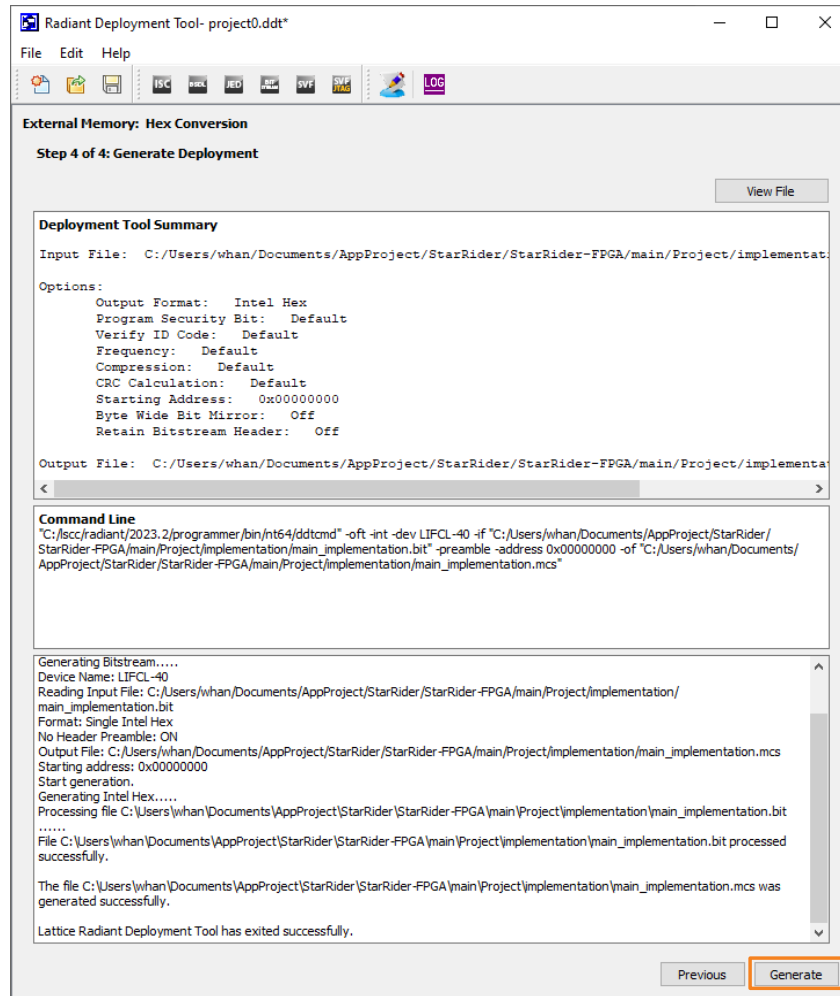 Radiant Deployment Tool- project0.ddt*
File Edit Help
ISC BSDL JED BIT SVF SVF JTAG LOG
External Memory: Hex Conversion
Step 4 of 4: Generate Deployment
View File
Deployment Tool Summary
Input File: C:/Users/whan/Documents/AppProject/StarRider/StarRider-FPGA/main/Project/implementat
Options:
Output Format: Intel Hex
Program Security Bit: Default
Verify ID Code: Default
Frequency: Default
Compression: Default
CRC Calculation: Default
Starting Address: 0x00000000
Byte Wide Bit Mirror: Off
Retain Bitstream Header: Off
Output File: C:/Users/whan/Documents/AppProject/StarRider/StarRider-FPGA/main/Project/implementa
Command Line
"C:/lscc/radiant/2023.2/programmer/bin/nt64/ddtcmd" -oft -int -dev LIFCL-40 -if "C:/Users/whan/Documents/AppProject/StarRider/
StarRider-FPGA/main/Project/implementation/main_implementation.bit" -preamble -address 0x00000000 -of "C:/Users/whan/Documents/
AppProject/StarRider/StarRider-FPGA/main/Project/implementation/main_implementation.mcs"
Generating Bitstream.....
Device Name: LIFCL-40
Reading Input File: C:/Users/whan/Documents/AppProject/StarRider/StarRider-FPGA/main/Project/implementation/
main_implementation.bit
Format: Single Intel Hex
No Header Preamble: ON
Output File: C:/Users/whan/Documents/AppProject/StarRider/StarRider-FPGA/main/Project/implementation/main_implementation.mcs
Starting address: 0x00000000
Start generation.
Generating Intel Hex.....
Processing file C:\Users\whan\Documents\AppProject\StarRider\StarRider-FPGA\main\Project\implementation\main_implementation.bit
......
File C:\Users\whan\Documents\AppProject\StarRider\StarRider-FPGA\main\Project\implementation\main_implementation.bit processed
successfully.
The file C:\Users\whan\Documents\AppProject\StarRider\StarRider-FPGA\main\Project\implementation\main_implementation.mcs was
generated successfully.
Lattice Radiant Deployment Tool has exited successfully.
Previous Generate